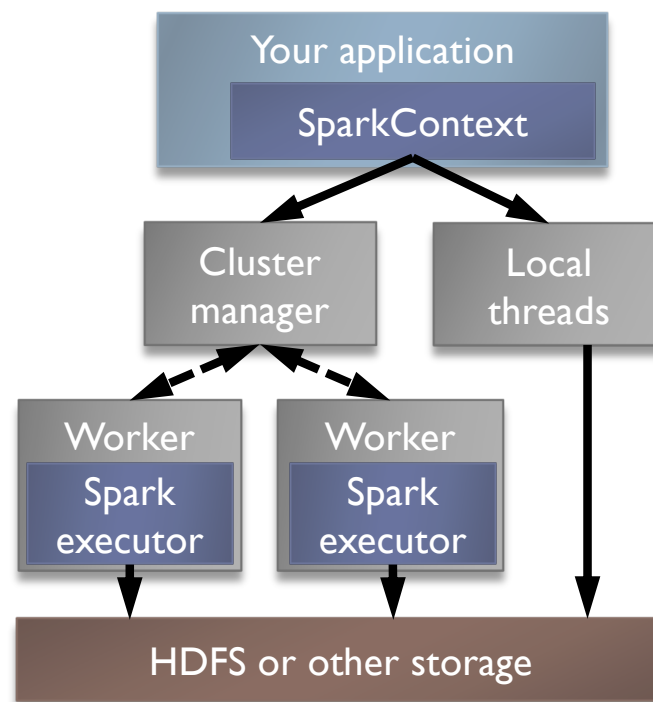 Your application
SparkContext
Cluster
manager
Local
threads
Worker
Spark
executor
Worker
Spark
executor
HDFS or other storage